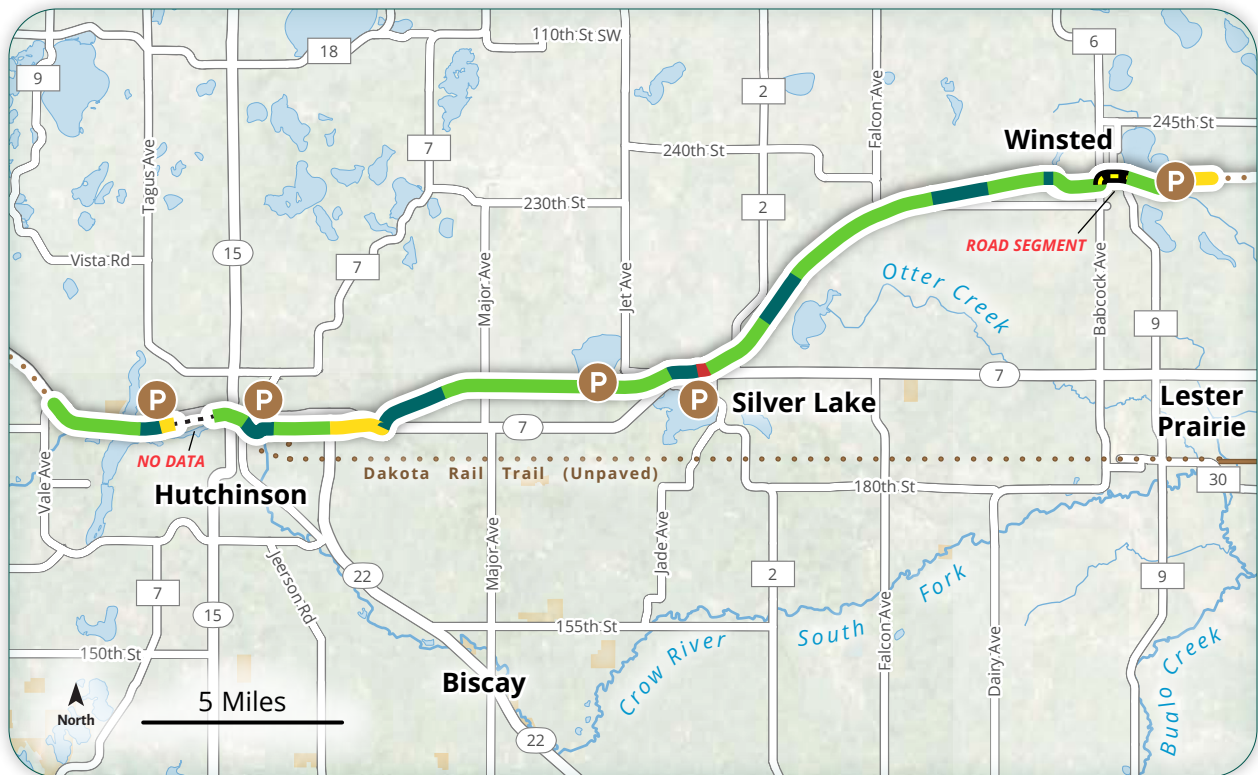 110th St SW
18
6
9
2
Falcon Ave
245th St
Winsted
Tagus Ave
7
240th St
P
230th St
2
ROAD SEGMENT
15
Vista Rd
7
Major Ave
Jet Ave
Otter Creek
Babcock Ave
9
P
P
P
7
P
Silver Lake
Lester
Prairie
7
NO DATA
Dakota Rail Trail (Unpaved)
Vale Ave
Hutchinson
180th St
30
Major Ave
Jade Ave
Jeerson Rd
22
2
Fork
9
7
15
155th St
South
Falcon Ave
Dairy Ave
150th St
Crow River
Bualo Creek
Biscay
5 Miles
North
22